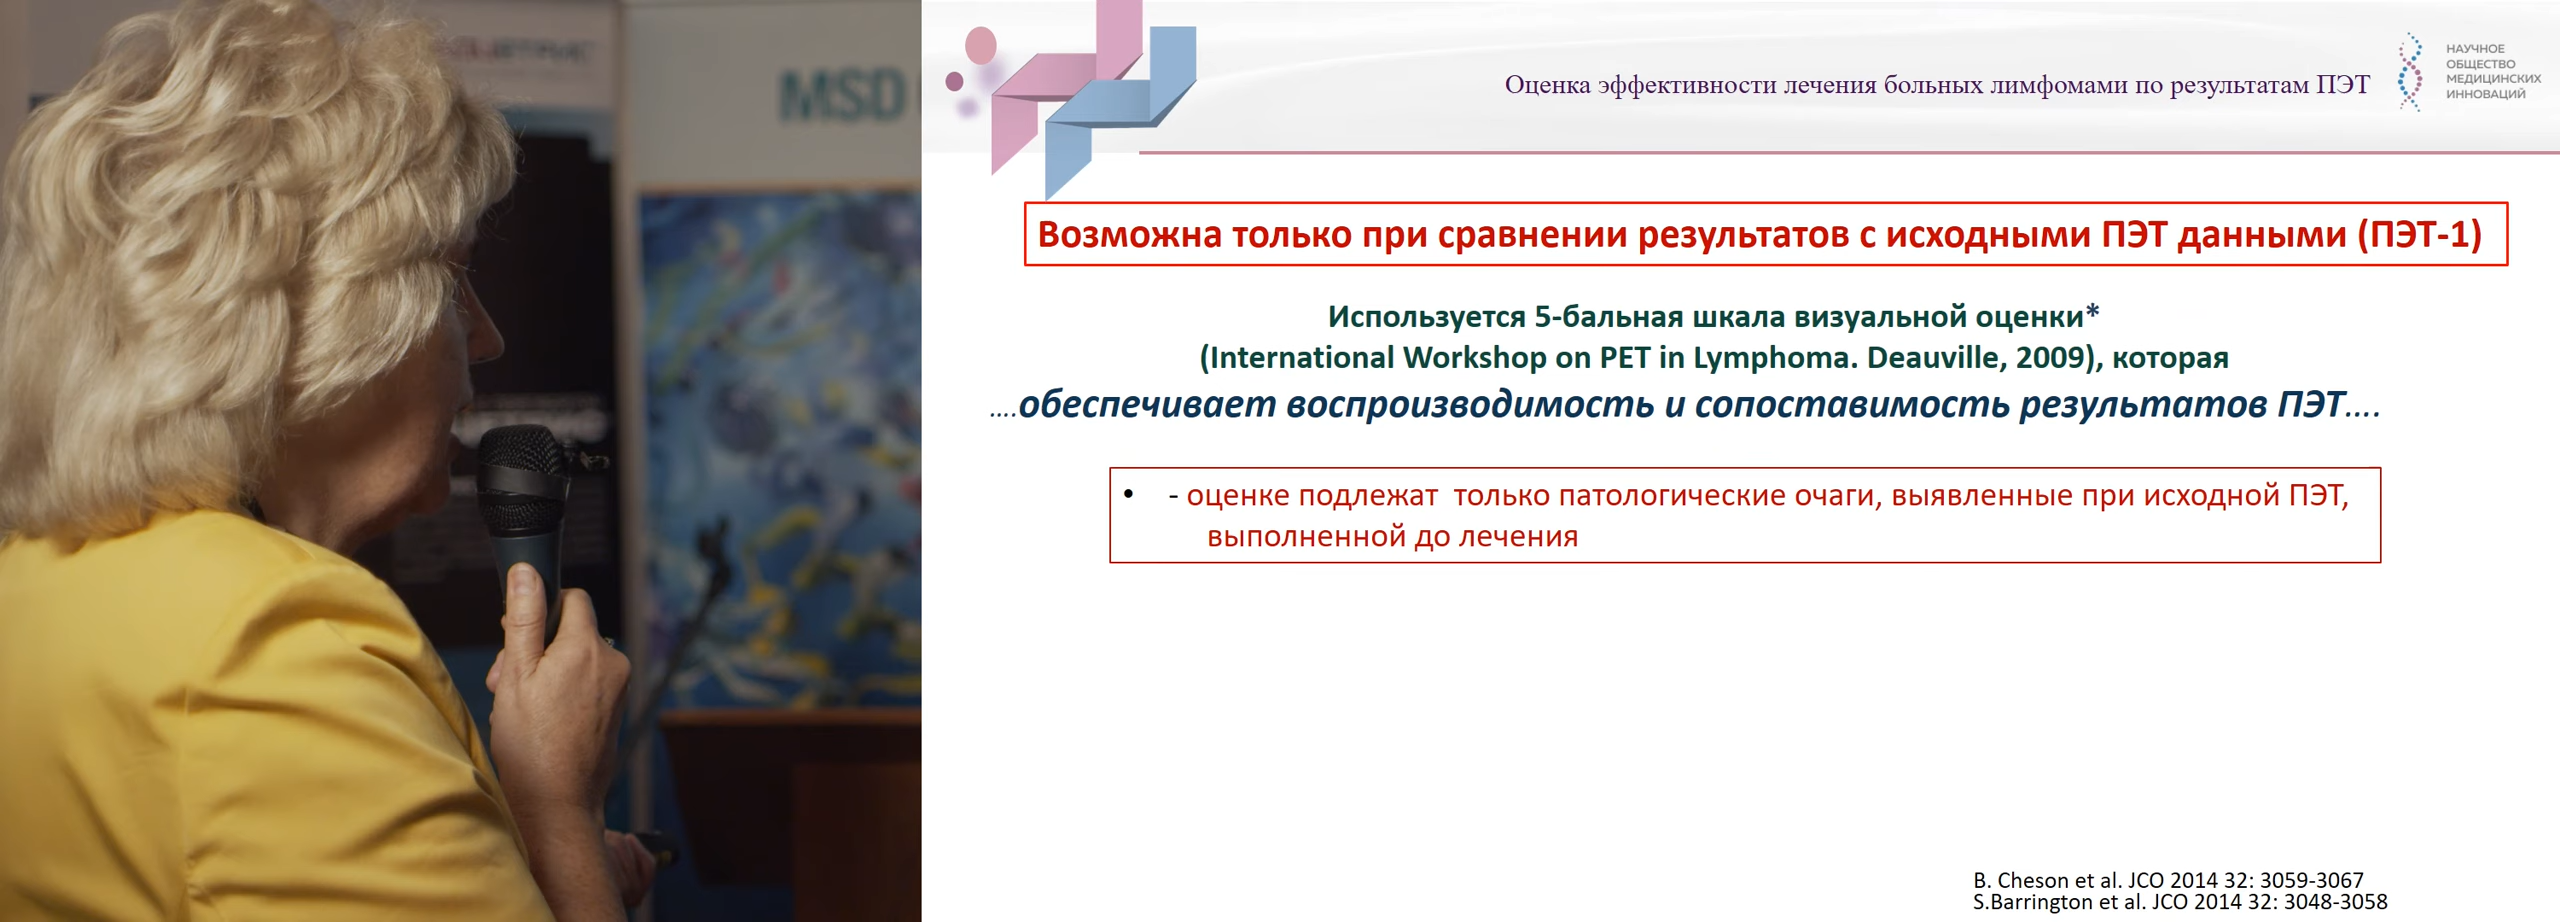 MSD
Оценка эффективности лечения больных лимфомами по результатам ПЭТ
НАУЧНОЕ
ОБЩЕСТВО
МЕДИЦИНСКИХ
ИННОВАЦИЙ
Возможна только при сравнении результатов с исходными ПЭТ данными (ПЭТ-1)
Используется 5-бальная шкала визуальной оценки*
(International Workshop on PET in Lymphoma. Deauville, 2009), которая
....обеспечивает воспроизводимость и сопоставимость результатов ПЭТ....
• - оценке подлежат только патологические очаги, выявленные при исходной ПЭТ,
выполненной до лечения
B. Cheson et al. JCO 2014 32: 3059-3067
S.Barrington et al. JCO 2014 32: 3048-3058